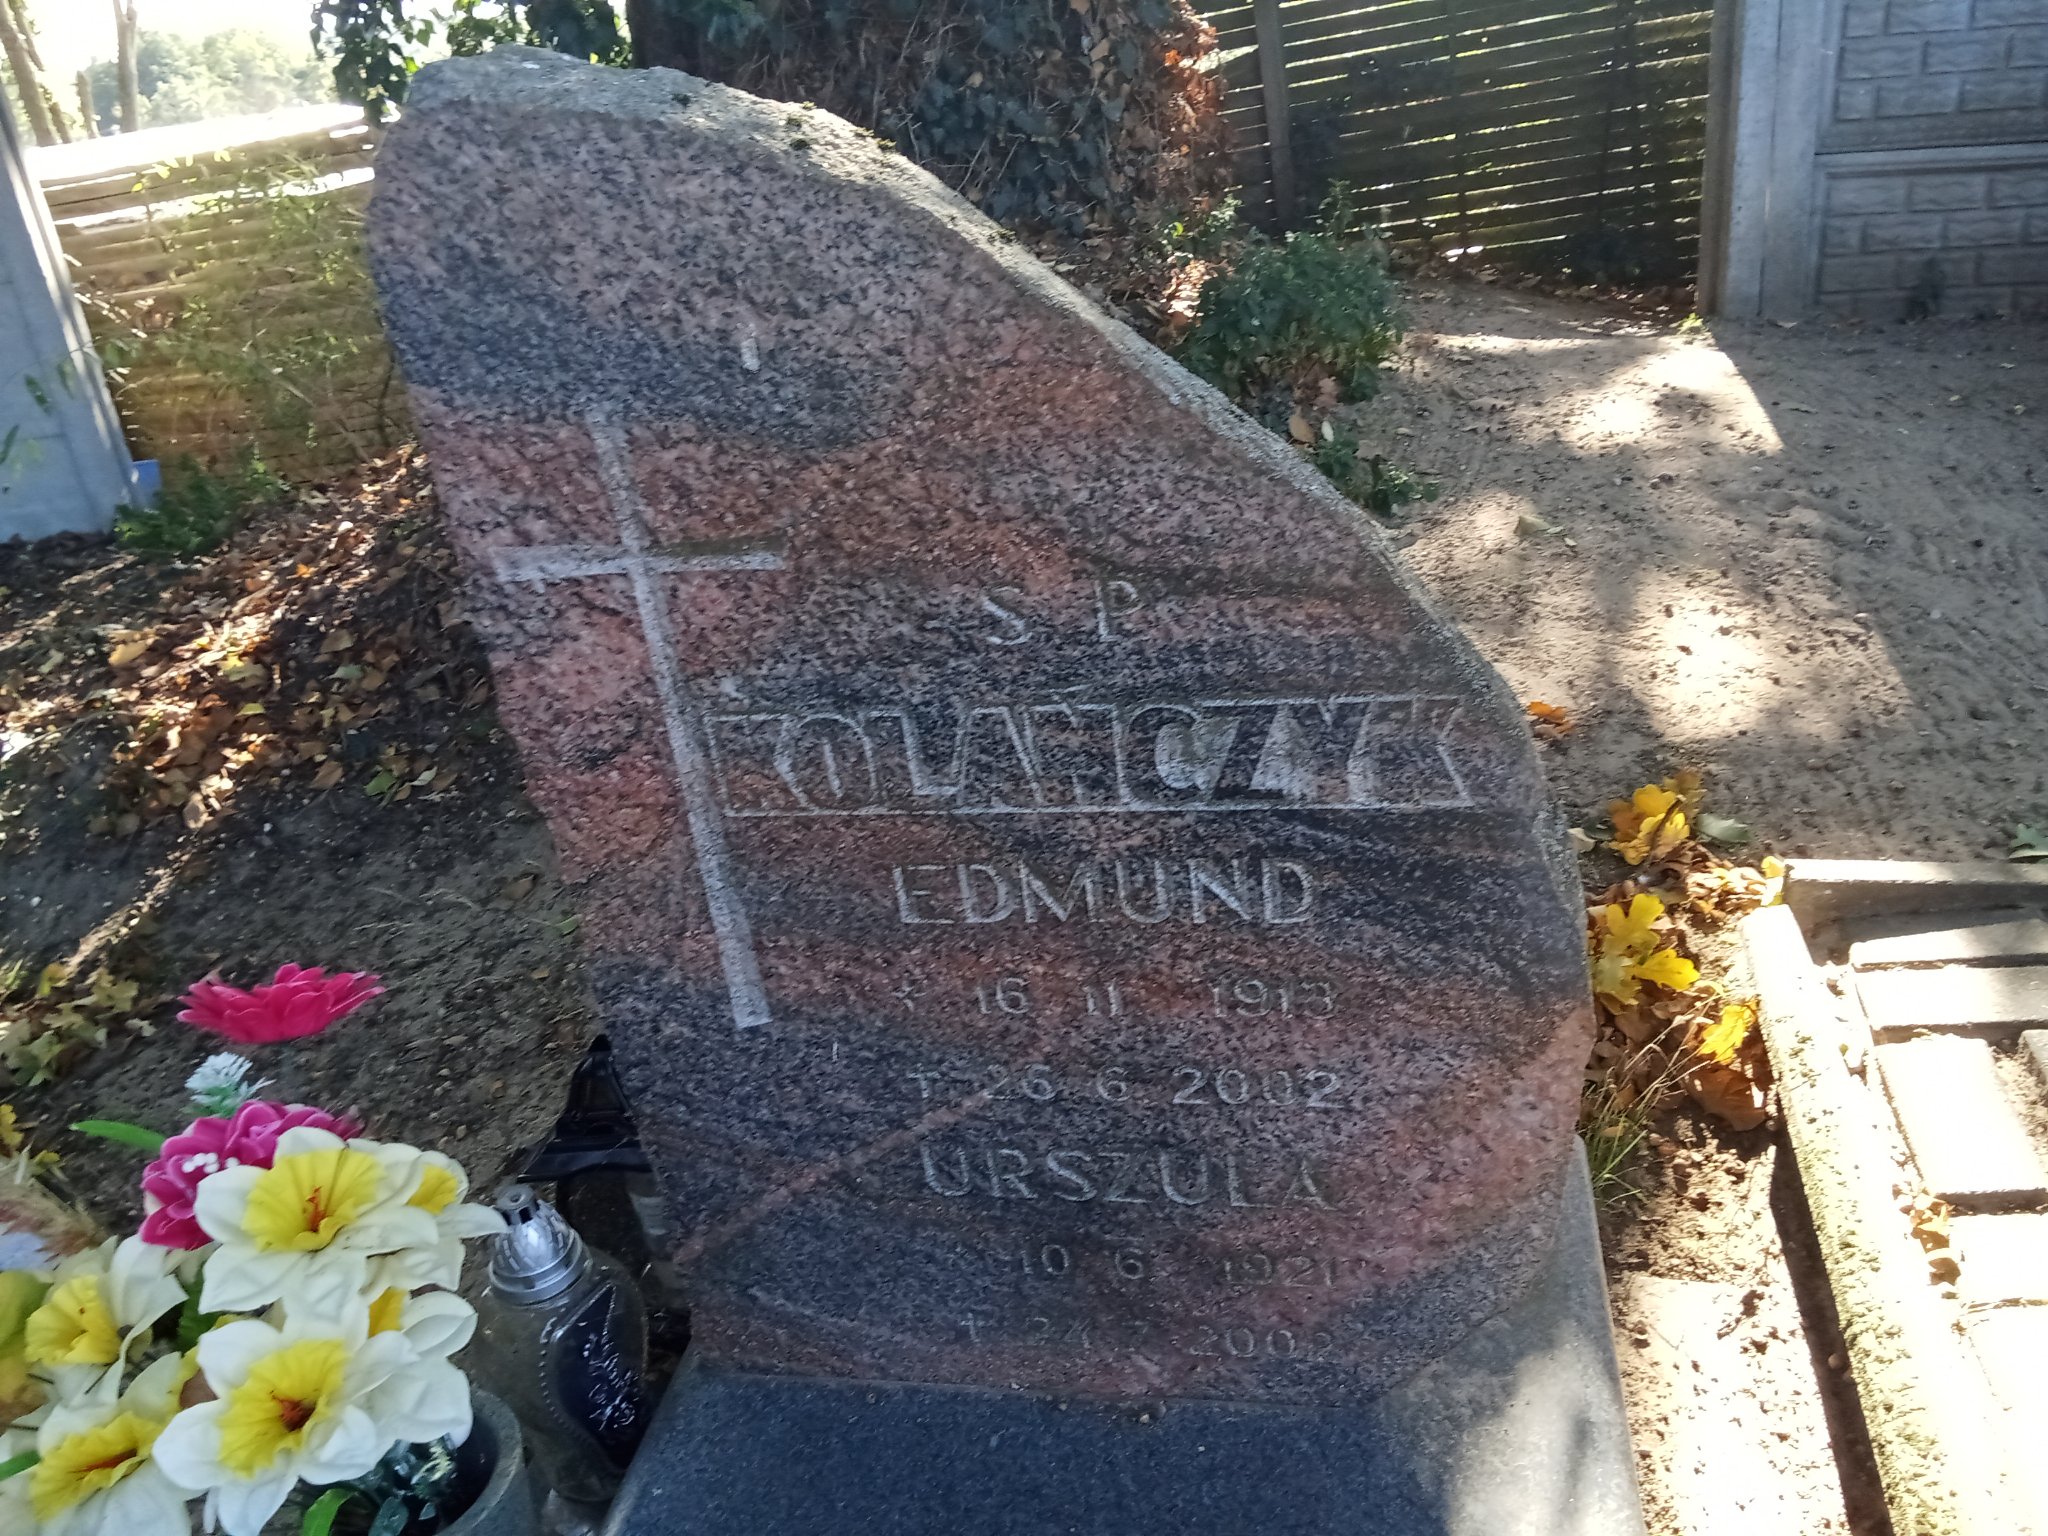 S P
KOLAŃCZYK
EDMUND
* 16 11 1913
† 26 6 2002
URSZULA
10 6 1921
†